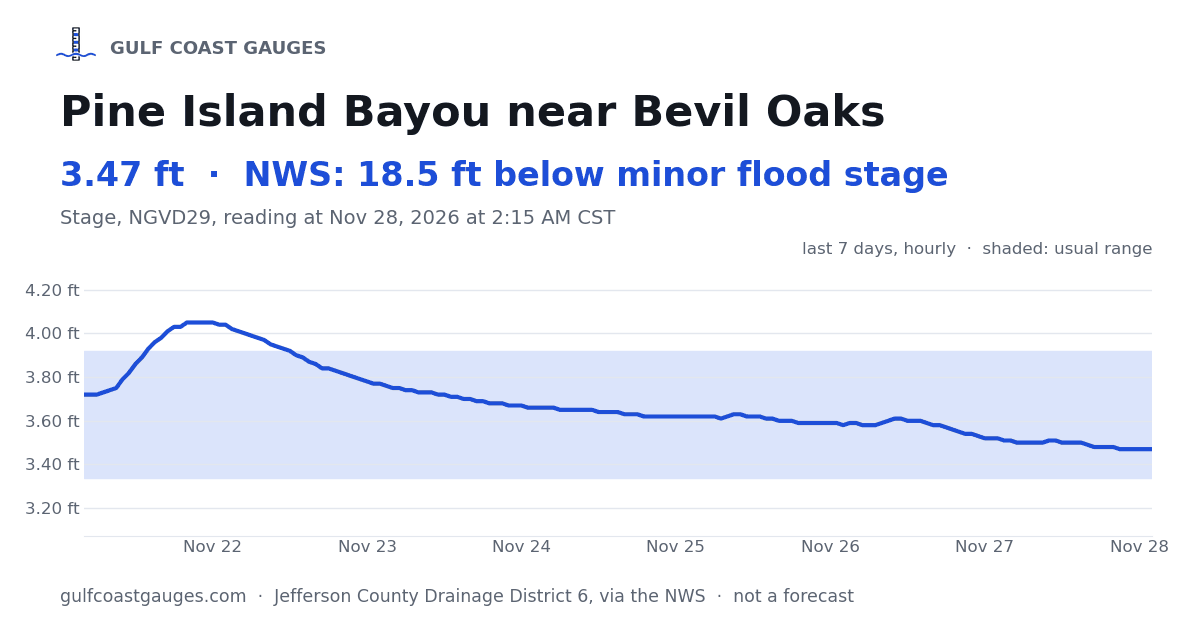 GULF COAST GAUGES
Pine Island Bayou near Bevil Oaks
3.47 ft · NWS: 18.5 ft below minor flood stage
Stage, NGVD29, reading at Nov 28, 2026 at 2:15 AM CST
last 7 days, hourly · shaded: usual range
4.20 ft
4.00 ft
3.80 ft
3.60 ft
3.40 ft
3.20 ft
Nov 22 Nov 23 Nov 24 Nov 25 Nov 26 Nov 27 Nov 28
gulfcoastgauges.com · Jefferson County Drainage District 6, via the NWS · not a forecast